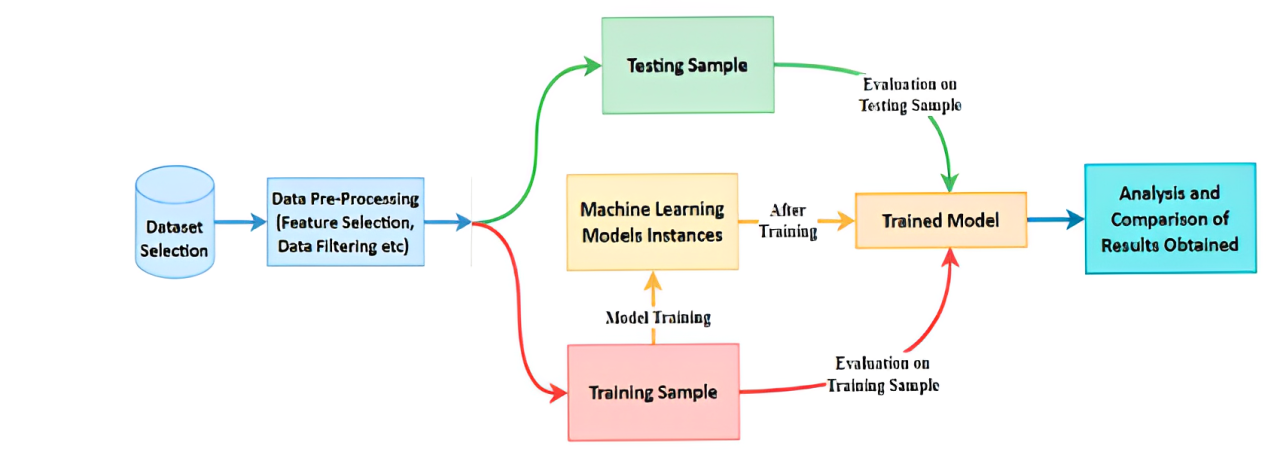 Testing Sample
Evaluation on
Testing Sample
Dataset
Selection
Data Pre-Processing
(Feature Selection,
Data Filtering etc)
Machine Learning
Models Instances
After
Training
Trained Model
Analysis and
Comparison of
Results Obtained
Model Training
Training Sample
Evaluation on
Training Sample